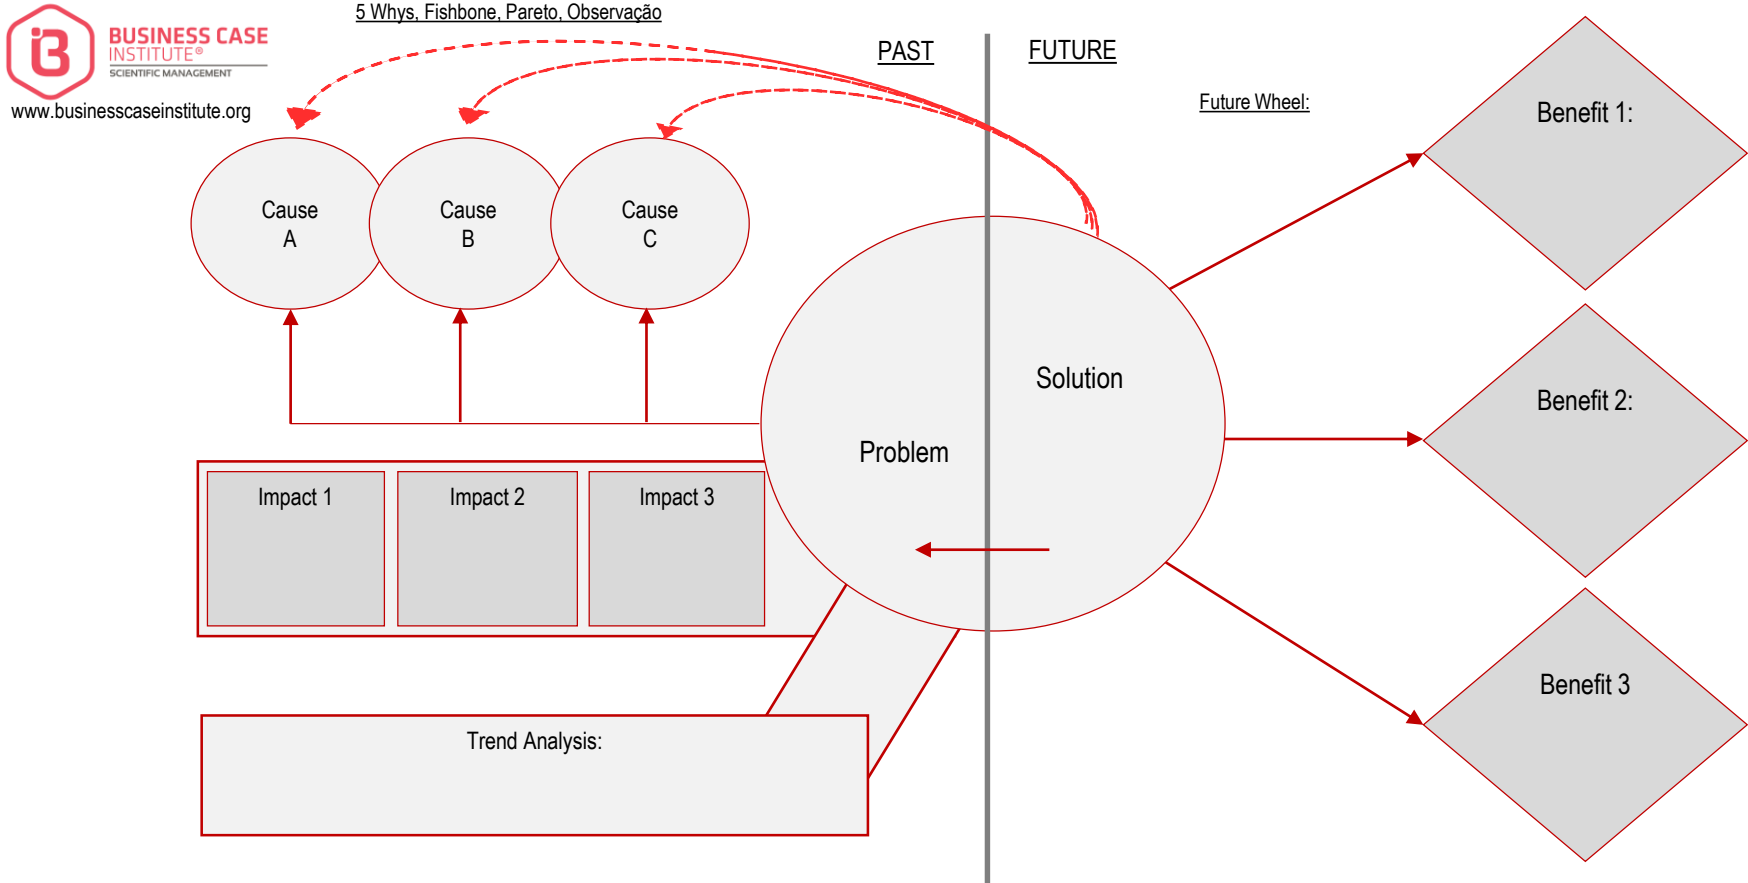 5 Whys, Fishbone, Pareto, Observação
BUSINESS CASE
INSTITUTE®
SCIENTIFIC MANAGEMENT
www.businesscaseinstitute.org
PAST
FUTURE
Future Wheel:
Cause
A
Cause
B
Cause
C
Problem
Solution
Impact 1
Impact 2
Impact 3
Trend Analysis:
Benefit 1:
Benefit 2:
Benefit 3